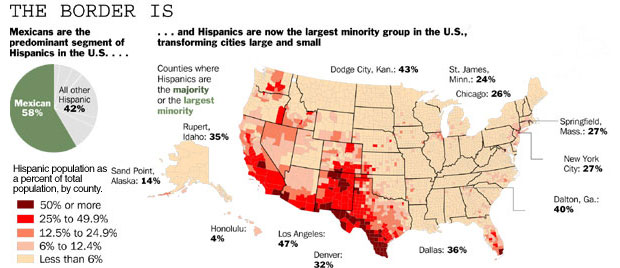 THE BORDER IS
Mexicans are the
predominant segment of
Hispanics in the U.S. . . .
Mexican
58%
All other
Hispanic
42%
. . . and Hispanics are now the largest minority group in the U.S.,
transforming cities large and small
Counties where
Hispanics are
the majority
or the largest
minority
Dodge City, Kan.: 43%
St. James,
Minn.: 24%
Chicago: 26%
Springfield,
Mass.: 27%
New York
City: 27%
Dalton, Ga.:
40%
Rupert,
Idaho: 35%
Sand Point,
Alaska: 14%
Honolulu:
4%
Los Angeles:
47%
Denver:
32%
Dallas: 36%
Hispanic population as
a percent of total
population, by county.
50% or more
25% to 49.9%
12.5% to 24.9%
6% to 12.4%
Less than 6%